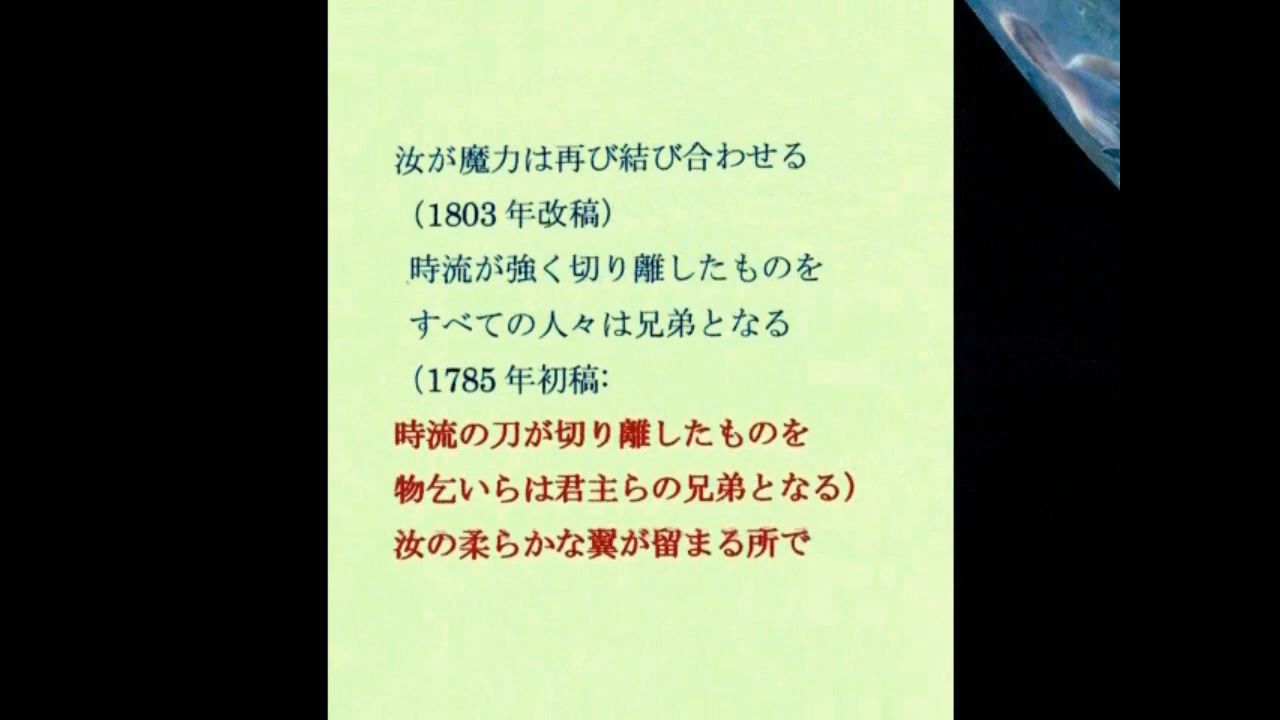 汝が魔力は再び結び合わせる
（1803 年改稿）
時流が強く切り離したものを
すべての人々は兄弟となる
（1785 年初稿:
時流の刀が切り離したものを
物乞いらは君主らの兄弟となる）
汝の柔らかな翼が留まる所で